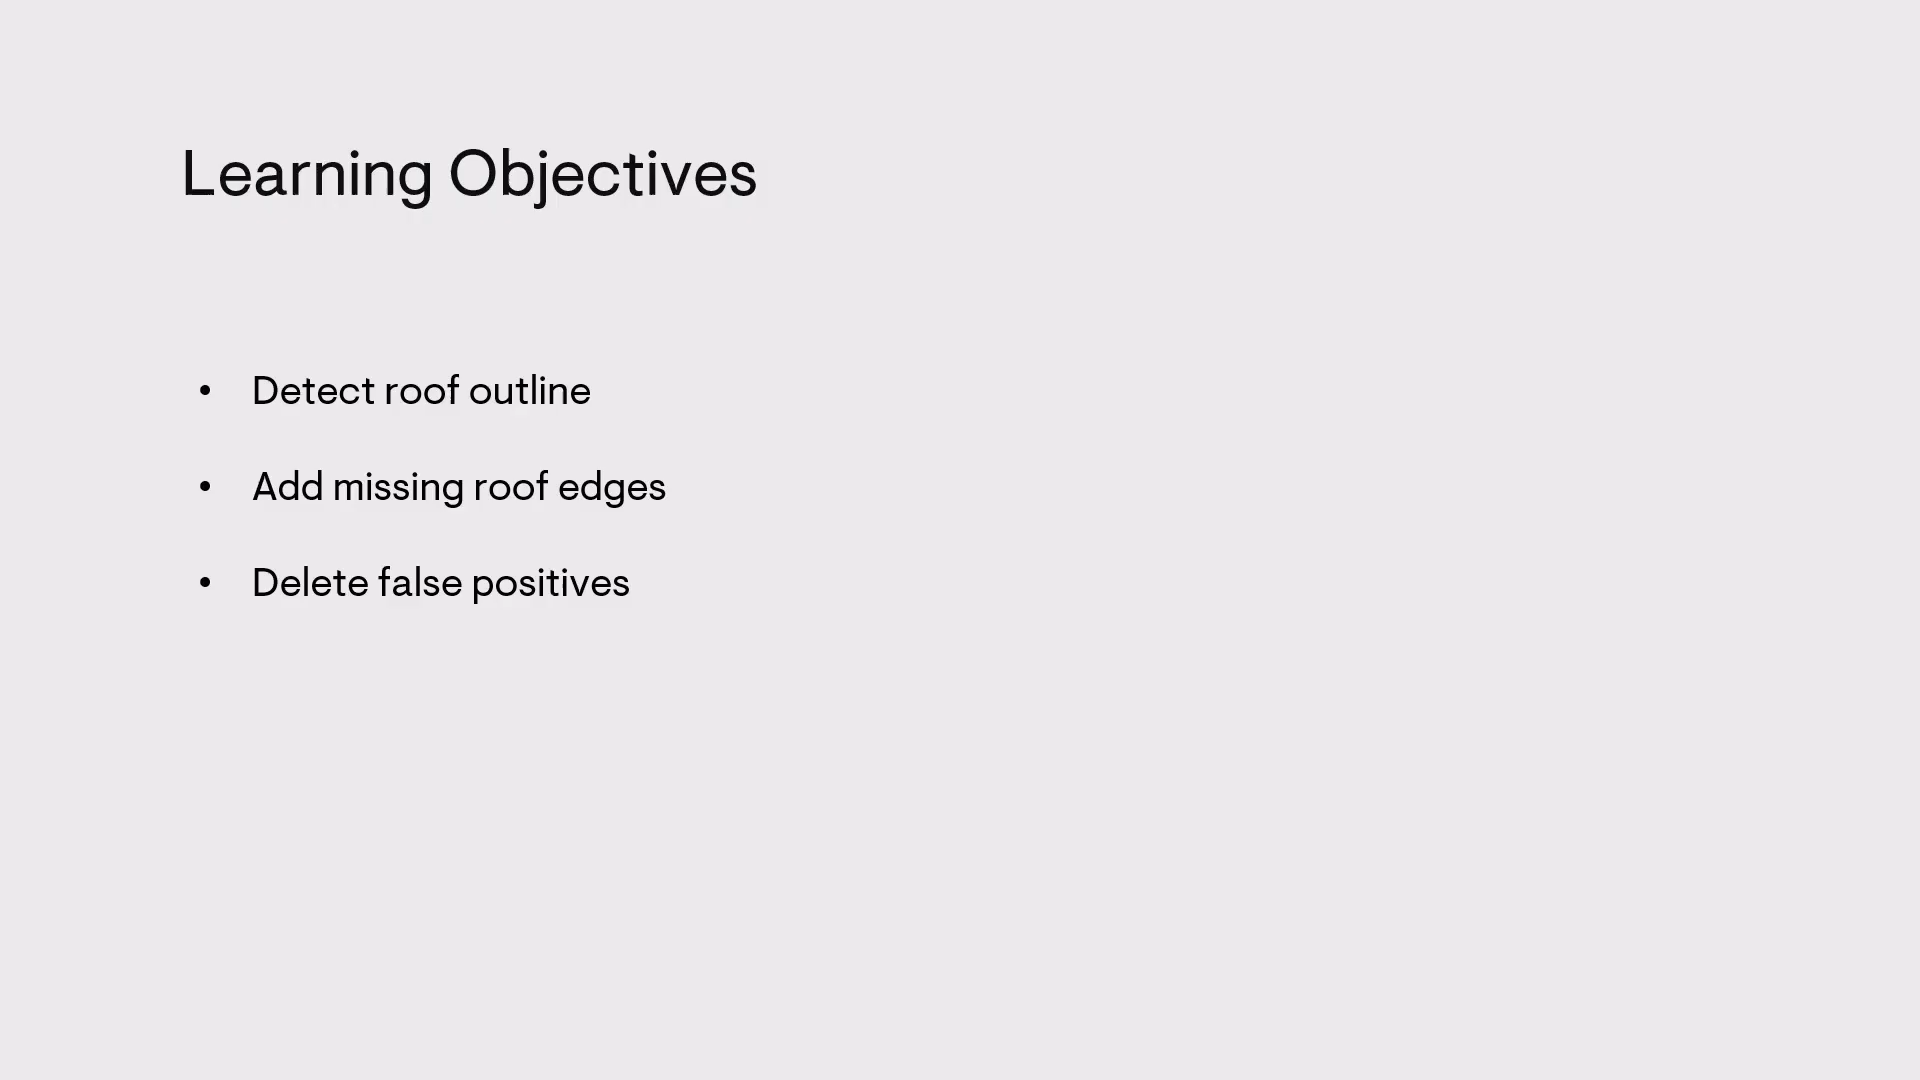 Learning Objectives
• Detect roof outline
• Add missing roof edges
• Delete false positives